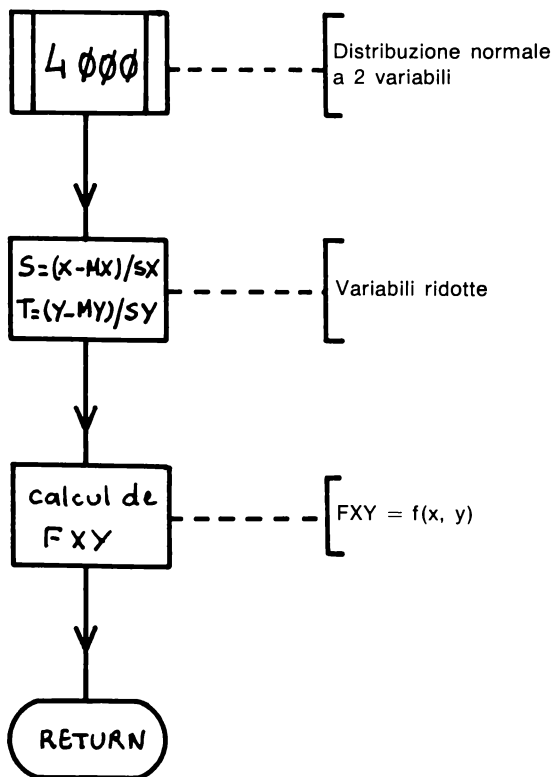 4ØØØ
Distribuzione normale
a 2 variabili
S=(X-MX)/SX
T=(Y-MY)/SY
Variabili ridotte
calcul de
FXY
FXY = f(x, y)
RETURN